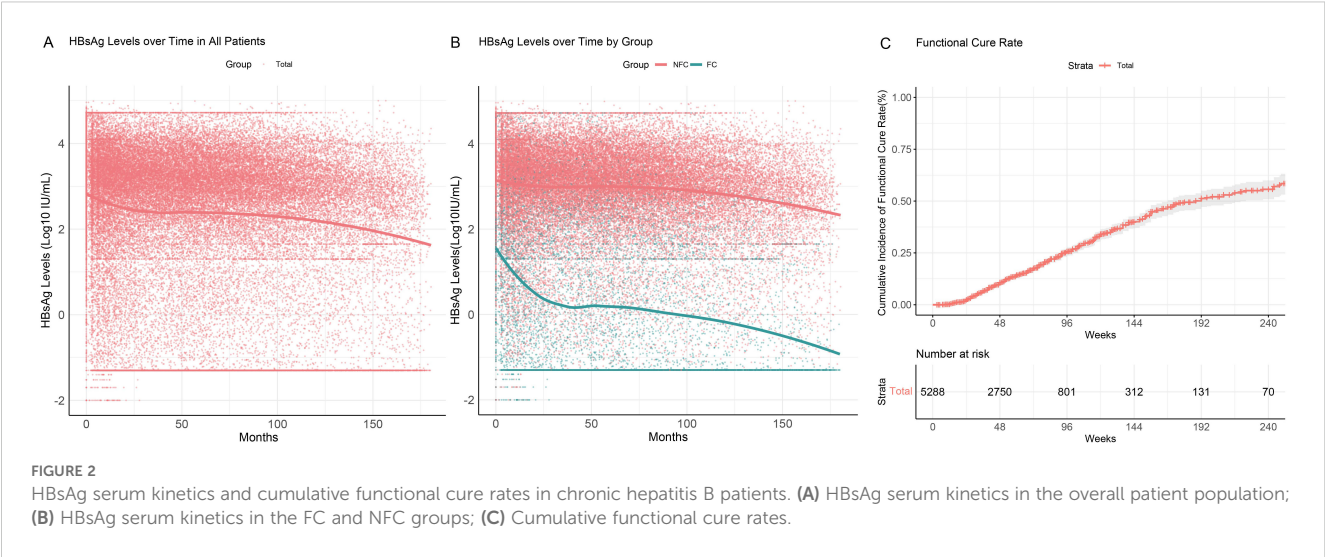 A HBsAg Levels over Time in All Patients
Group Total
HBsAg Levels (Log10 IU/mL)
4
2
0
-2
0 50 100 150
Months
B HBsAg Levels over Time by Group
Group NFC FC
HBsAg Levels(Log10IU/mL)
4
2
0
-2
0 50 100 150
Months
C Functional Cure Rate
Strata Total
Cumulative Incidence of Functional Cure Rate(%)
1.00
0.75
0.50
0.25
0.00
0 48 96 144 192 240
Weeks
Number at risk
Strata
Total 5288 2750 801 312 131 70
0 48 96 144 192 240
Weeks
FIGURE 2
HBsAg serum kinetics and cumulative functional cure rates in chronic hepatitis B patients. (A) HBsAg serum kinetics in the overall patient population;
(B) HBsAg serum kinetics in the FC and NFC groups; (C) Cumulative functional cure rates.